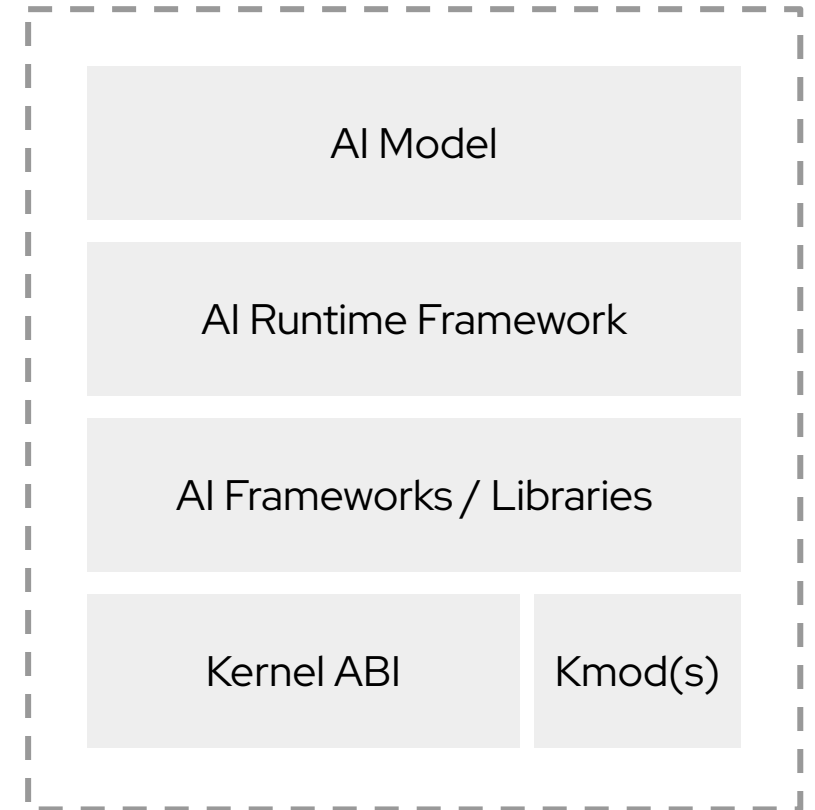 AI Model
AI Runtime Framework
AI Frameworks / Libraries
Kernel ABI
Kmod(s)